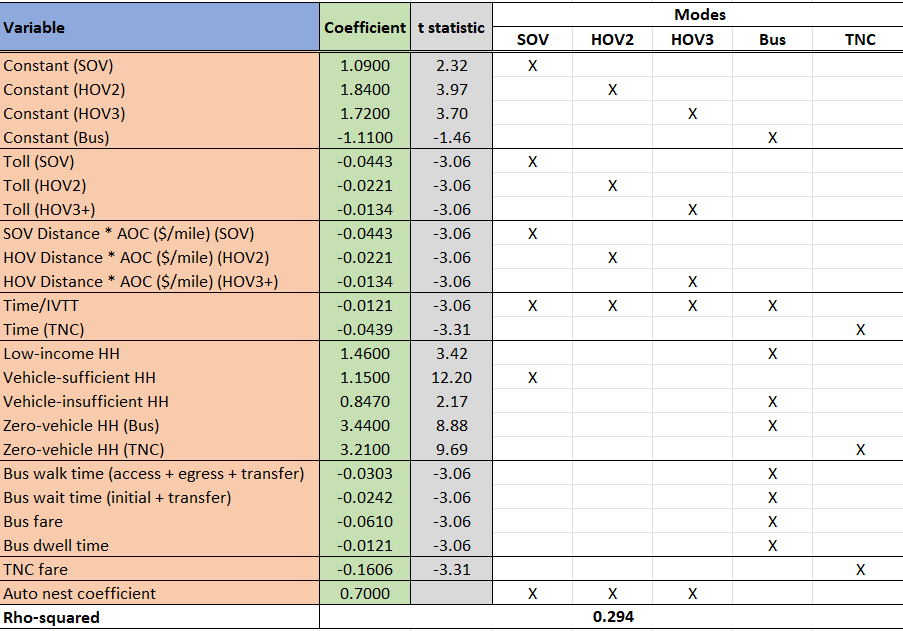 Variable Coefficient t statistic Modes
SOV HOV2 HOV3 Bus TNC
Constant (SOV) 1.0900 2.32 X
Constant (HOV2) 1.8400 3.97 X
Constant (HOV3) 1.7200 3.70 X
Constant (Bus) -1.1100 -1.46 X
Toll (SOV) -0.0443 -3.06 X
Toll (HOV2) -0.0221 -3.06 X
Toll (HOV3+) -0.0134 -3.06 X
SOV Distance * AOC ($/mile) (SOV) -0.0443 -3.06 X
HOV Distance * AOC ($/mile) (HOV2) -0.0221 -3.06 X
HOV Distance * AOC ($/mile) (HOV3+) -0.0134 -3.06 X
Time/IVTT -0.0121 -3.06 X X X X
Time (TNC) -0.0439 -3.31 X
Low-income HH 1.4600 3.42 X
Vehicle-sufficient HH 1.1500 12.20 X
Vehicle-insufficient HH 0.8470 2.17 X
Zero-vehicle HH (Bus) 3.4400 8.88 X
Zero-vehicle HH (TNC) 3.2100 9.69 X
Bus walk time (access + egress + transfer) -0.0303 -3.06 X
Bus wait time (initial + transfer) -0.0242 -3.06 X
Bus fare -0.0610 -3.06 X
Bus dwell time -0.0121 -3.06 X
TNC fare -0.1606 -3.31 X
Auto nest coefficient 0.7000 X X X
Rho-squared 0.294